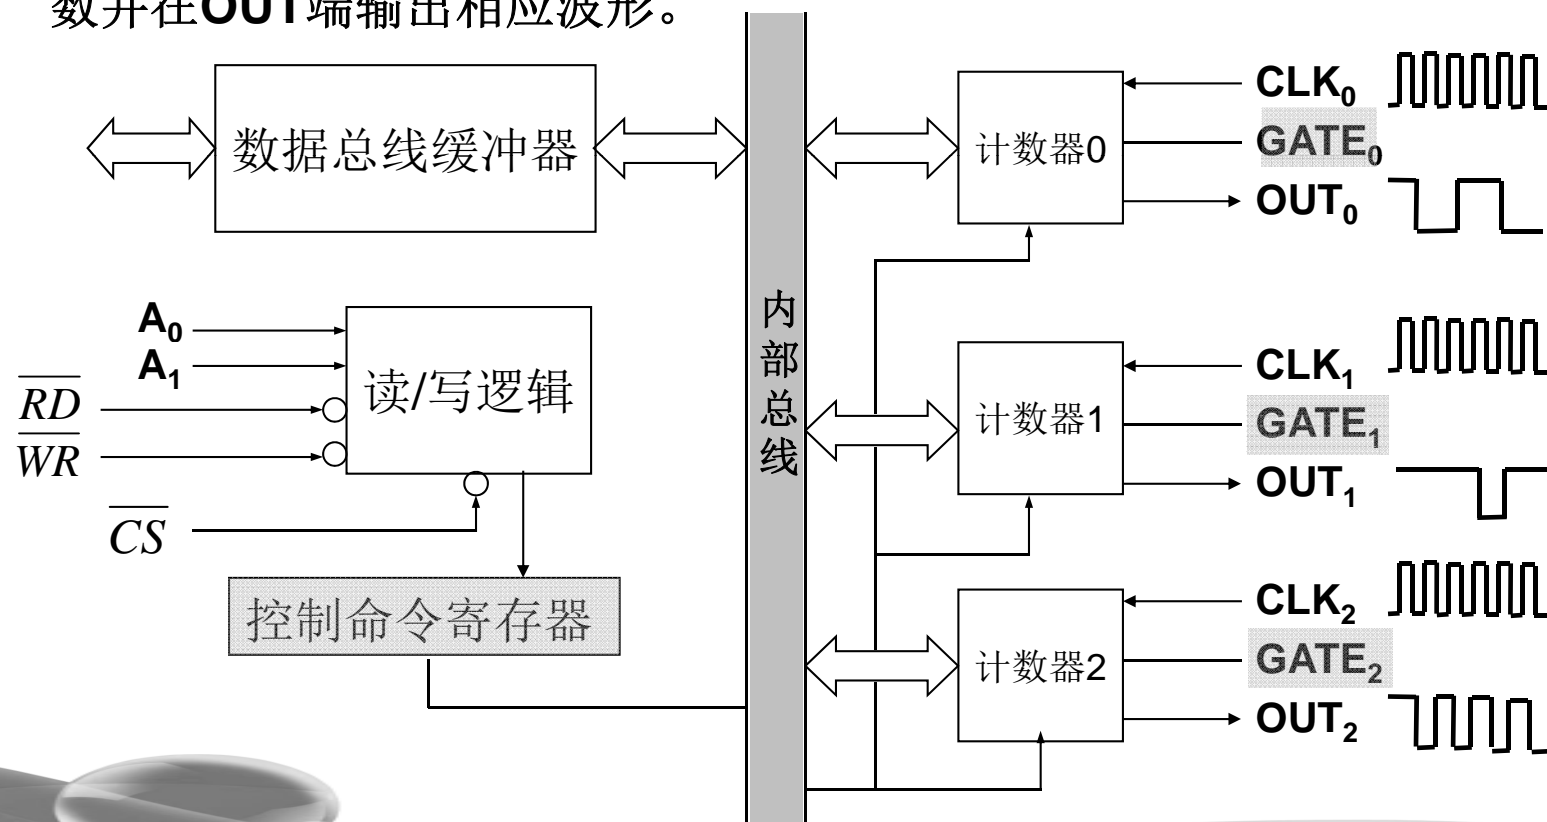 数并在OUT端输出相应波形。
数据总线缓冲器
A0
A1
RD
WR
CS
读/写逻辑
控制命令寄存器
内
部
总
线
计数器0
CLK0
GATE0
OUT0
计数器1
CLK1
GATE1
OUT1
计数器2
CLK2
GATE2
OUT2